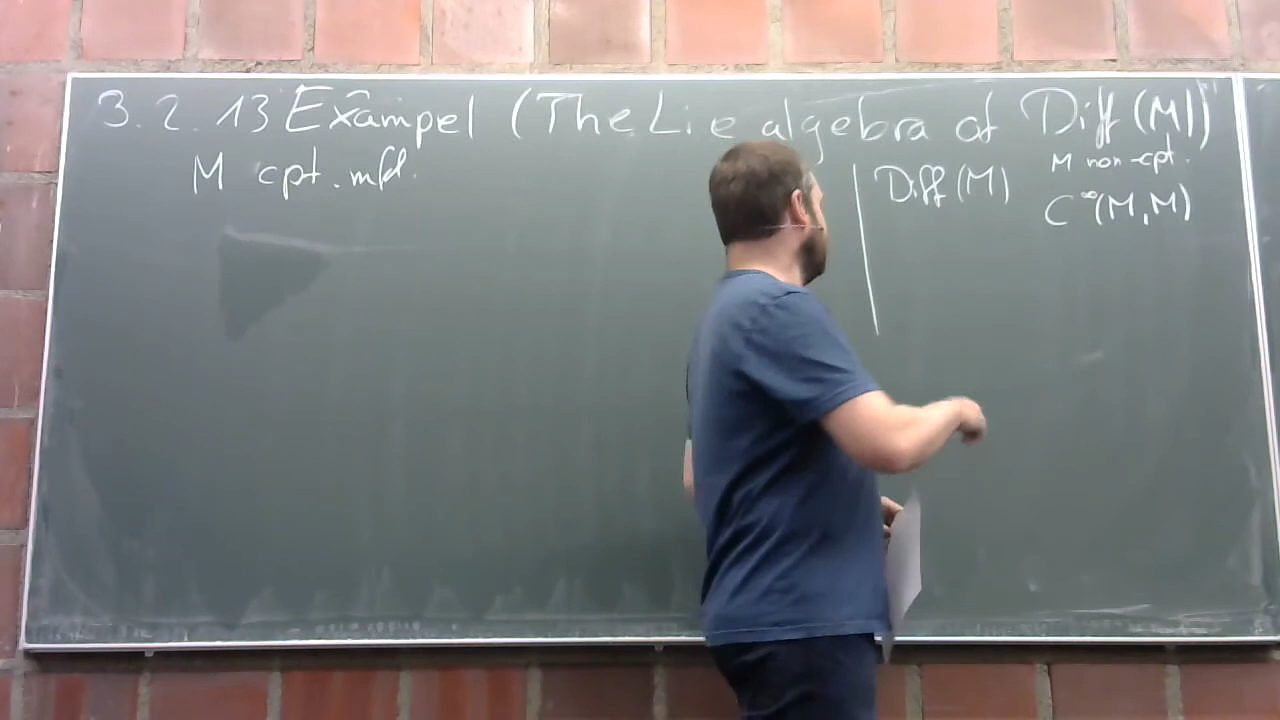 3.2.13 Exampel (The Lie algebra of Diff(M))
M cpt. mfd.
Diff(M)
M non-cpt.
C^∞(M,M)